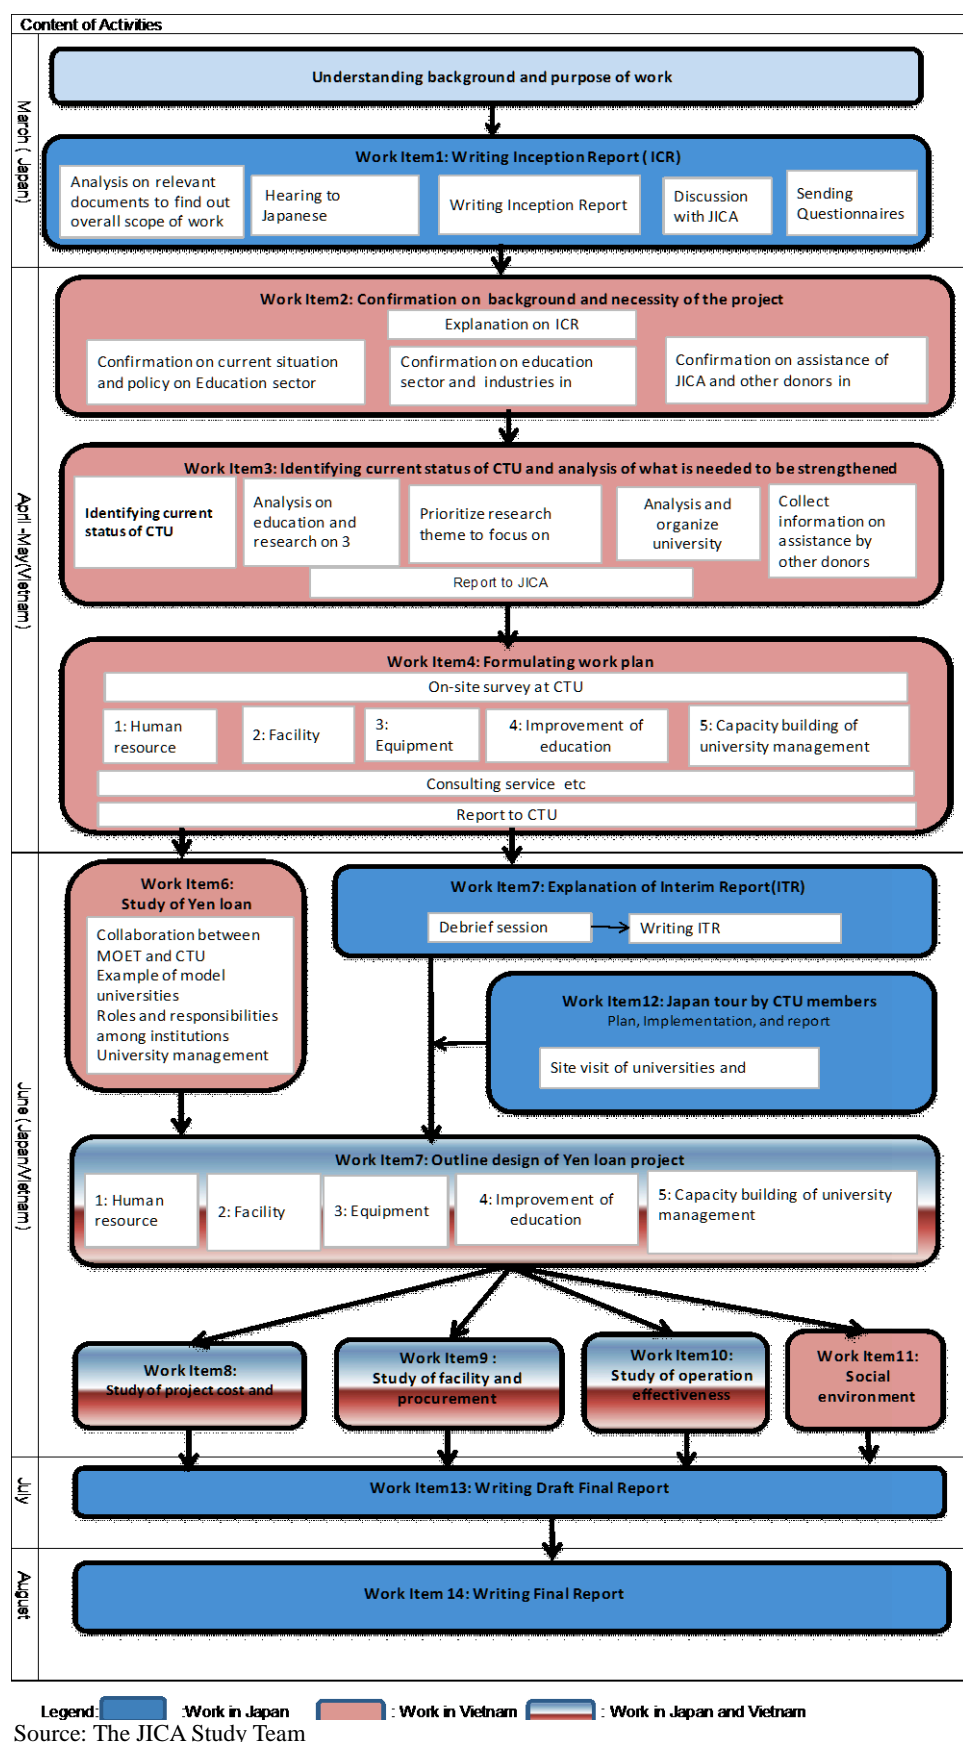 Content of Activities
March ( Japan)
Understanding background and purpose of work
Work Item1: Writing Inception Report ( ICR)
Analysis on relevant
documents to find out
overall scope of work
Hearing to
Japanese
Writing Inception Report
Discussion
with JICA
Sending
Questionnaires
April -May(Vietnam)
Work Item2: Confirmation on background and necessity of the project
Explanation on ICR
Confirmation on current situation
and policy on Education sector
Confirmation on education
sector and industries in
Confirmation on assistance of
JICA and other donors in
Work Item3: Identifying current status of CTU and analysis of what is needed to be strengthened
Identifying current
status of CTU
Analysis on
education and
research on 3
Prioritize research
theme to focus on
Analysis and
organize
university
Collect
information on
assistance by
other donors
Report to JICA
Work Item4: Formulating work plan
On-site survey at CTU
1: Human
resource
2: Facility
3:
Equipment
4: Improvement of
education
5: Capacity building of
university management
Consulting service etc
Report to CTU
June (Japan/Vietnam)
Work Item6:
Study of Yen loan
Collaboration between
MOET and CTU
Example of model
universities
Roles and responsibilities
among institutions
University management
Work Item7: Explanation of Interim Report(ITR)
Debrief session
Writing ITR
Work Item12: Japan tour by CTU members
Plan, Implementation, and report
Site visit of universities and
Work Item7: Outline design of Yen loan project
1: Human
resource
2: Facility
3: Equipment
4: Improvement of
education
5: Capacity building of university
management
Work Item8:
Study of project cost and
Work Item9 :
Study of facility and
procurement
Work Item10:
Study of operation
effectiveness
Work Item11:
Social
environment
July
Work Item13: Writing Draft Final Report
August
Work Item 14: Writing Final Report
Legend: :Work in Japan : Work in Vietnam : Work in Japan and Vietnam
Source: The JICA Study Team